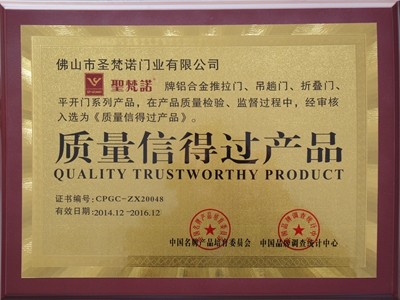 佛山市圣梵诺门业有限公司
聖梵諾 牌铝合金推拉门、吊趟门、折叠门、
平开门系列产品，在产品质量检验、监督过程中，经审核
入选为《质量信得过产品》。
质量信得过产品
QUALITY TRUSTWORTHY PRODUCT
证书编号:CPGC-ZX20048
有效日期:2014.12 -2016.12
中国名牌产品培育委员会 中国品牌调查统计中心